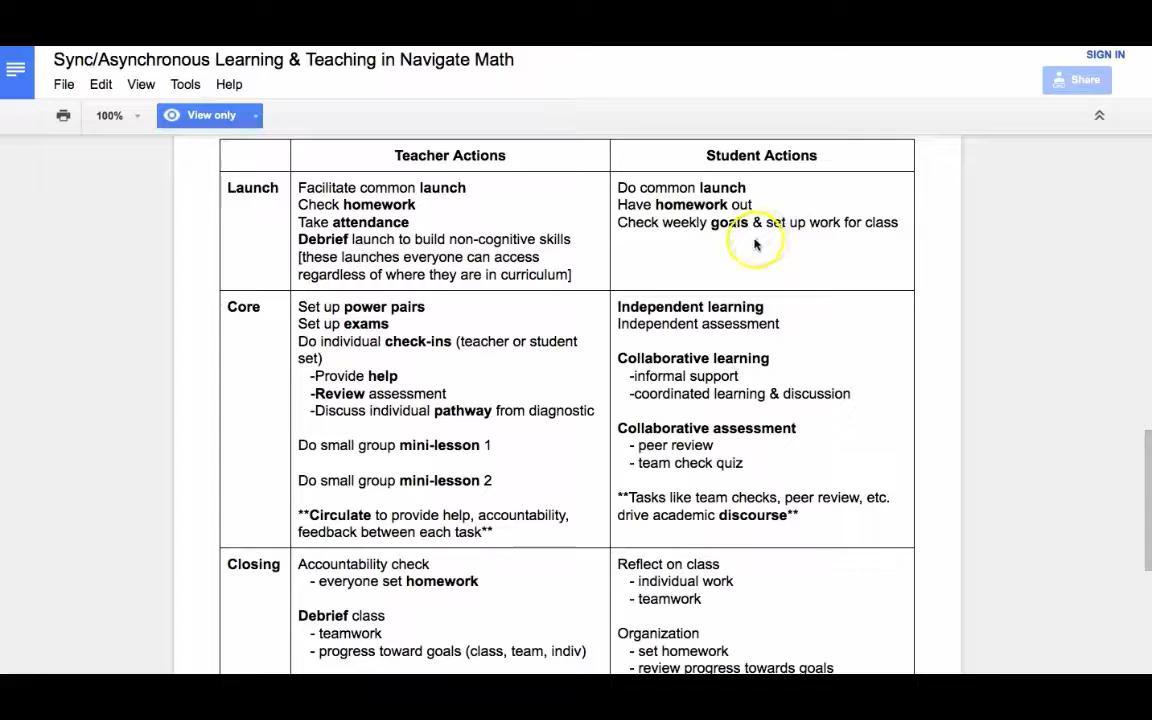 Sync/Asynchronous Learning & Teaching in Navigate Math
SIGN IN
File Edit View Tools Help
Share
100%
View only
Teacher Actions
Student Actions
Launch
Facilitate common launch
Check homework
Take attendance
Debrief launch to build non-cognitive skills
[these launches everyone can access
regardless of where they are in curriculum]
Do common launch
Have homework out
Check weekly goals & set up work for class
Core
Set up power pairs
Set up exams
Do individual check-ins (teacher or student
set)
-Provide help
-Review assessment
-Discuss individual pathway from diagnostic
Do small group mini-lesson 1
Do small group mini-lesson 2
**Circulate to provide help, accountability,
feedback between each task**
Independent learning
Independent assessment
Collaborative learning
-informal support
-coordinated learning & discussion
Collaborative assessment
- peer review
- team check quiz
**Tasks like team checks, peer review, etc.
drive academic discourse**
Closing
Accountability check
- everyone set homework
Debrief class
- teamwork
- progress toward goals (class, team, indiv)
Reflect on class
- individual work
- teamwork
Organization
- set homework
- review progress towards goals